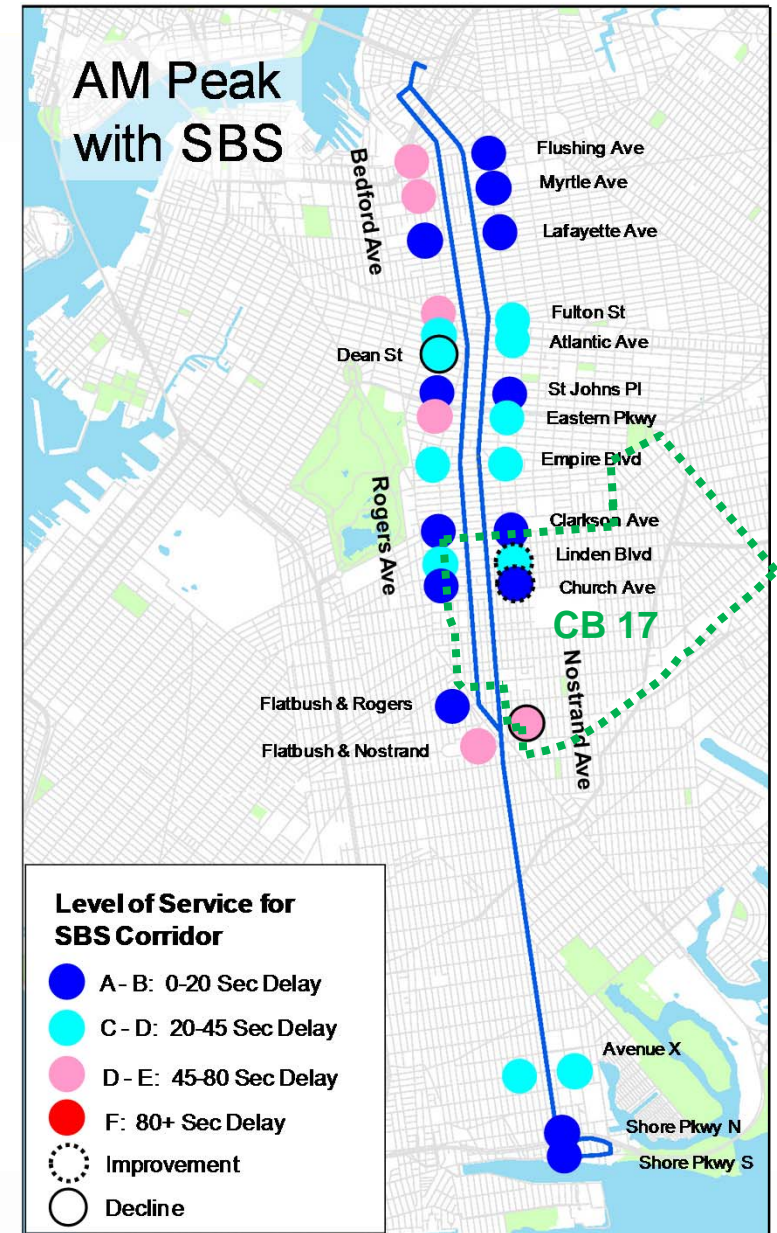 AM Peak
with SBS
Flushing Ave
Myrtle Ave
Bedford Ave
Lafayette Ave
Fulton St
Atlantic Ave
Dean St
St Johns Pl
Eastern Pkwy
Empire Blvd
Rogers Ave
Clarkson Ave
Linden Blvd
Church Ave
CB 17
Nostrand Ave
Flatbush & Rogers
Flatbush & Nostrand
Level of Service for
SBS Corridor
A - B: 0-20 Sec Delay
C - D: 20-45 Sec Delay
D - E: 45-80 Sec Delay
F: 80+ Sec Delay
Improvement
Decline
Avenue X
Shore Pkwy N
Shore Pkwy S